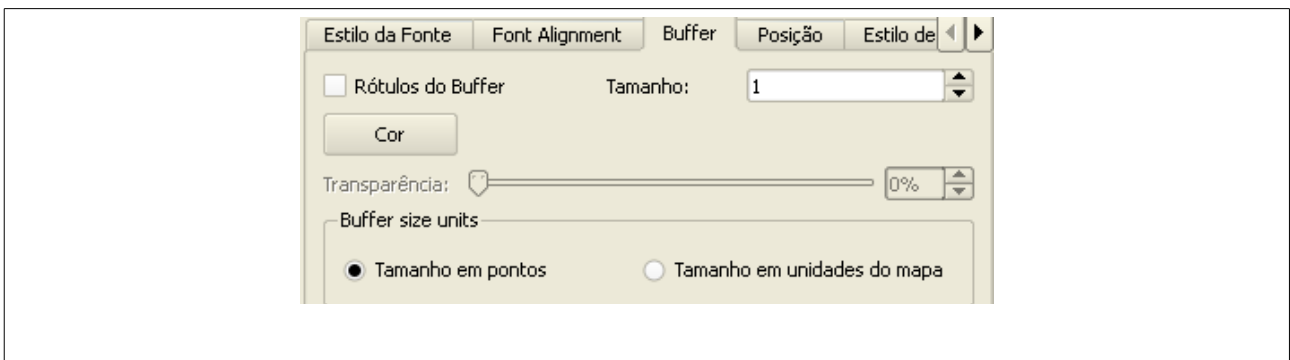 Estilo da Fonte Font Alignment Buffer Posição Estilo de
Rótulos do Buffer Tamanho: 1
Cor
Transparência: 0%
Buffer size units
Tamanho em pontos Tamanho em unidades do mapa